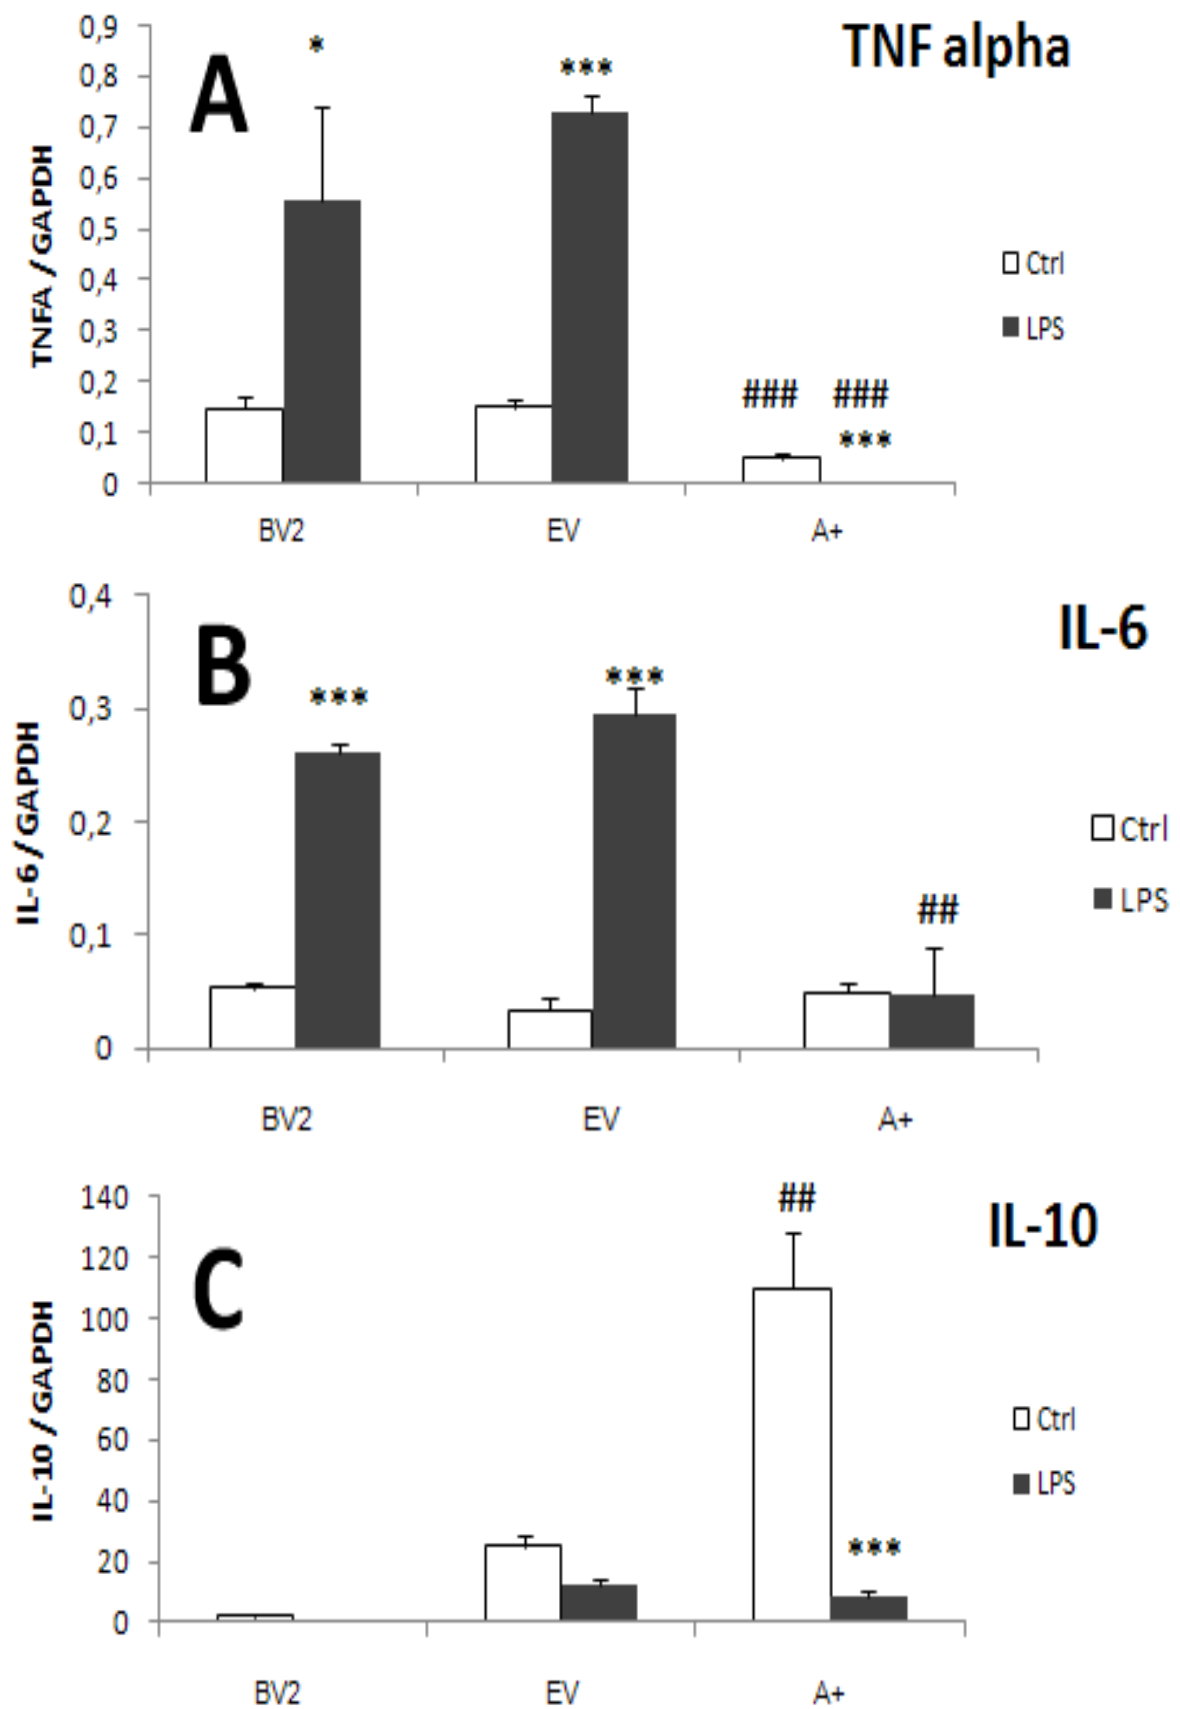 TNF alpha
A
TNFA / GAPDH
0,9
0,8
0,7
0,6
0,5
0,4
0,3
0,2
0,1
0
*
***
###
###
***
Ctrl
LPS
BV2
EV
A+
IL-6
B
IL-6 / GAPDH
0,4
0,3
0,2
0,1
0
***
***
##
Ctrl
LPS
BV2
EV
A+
IL-10
C
IL-10 / GAPDH
140
120
100
80
60
40
20
0
##
***
Ctrl
LPS
BV2
EV
A+